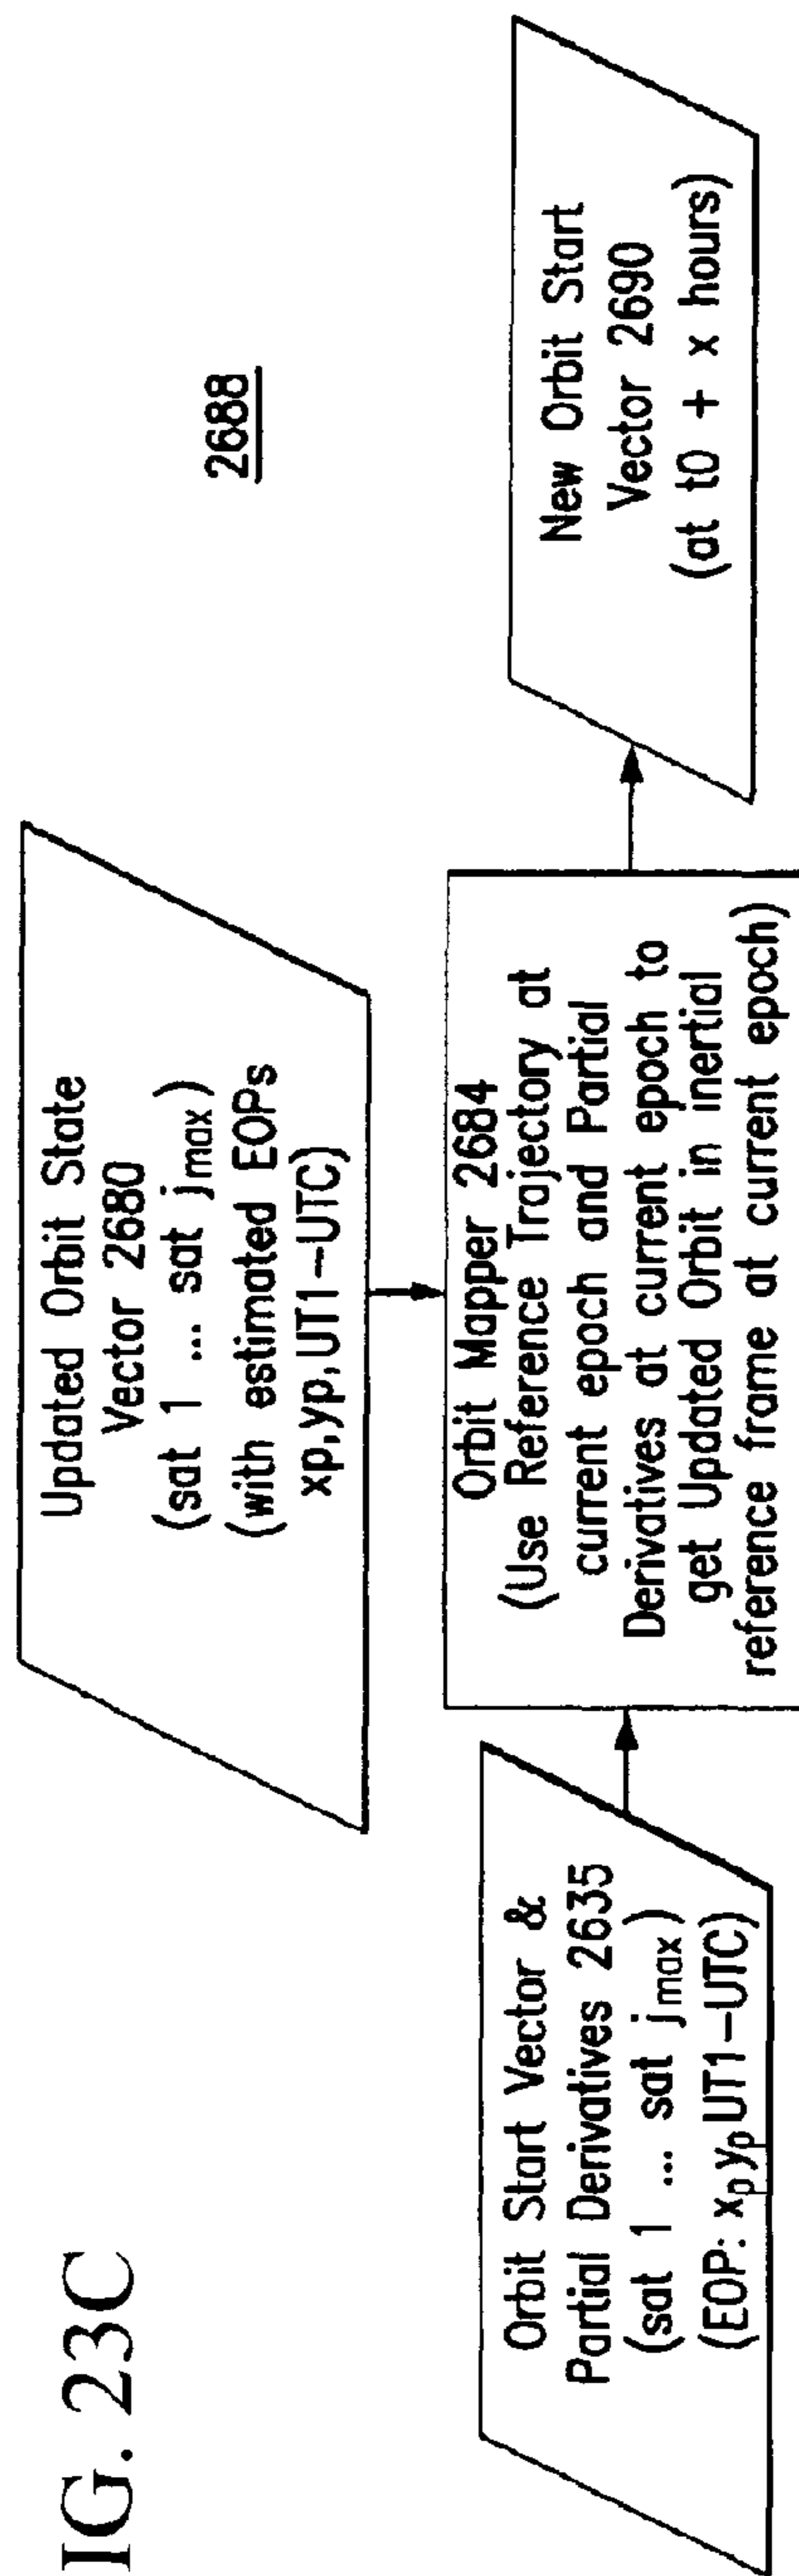 IG. 23C
2688
Updated Orbit State
Vector 2680
(sat 1 ... sat jmax)
(with estimated EOPs
xp,yp,UT1-UTC)
Orbit Start Vector &
Partial Derivatives 2635
(sat 1 ... sat jmax)
(EOP: xp yp UT1-UTC)
Orbit Mapper 2684
(Use Reference Trajectory at
current epoch and Partial
Derivatives at current epoch to
get Updated Orbit in inertial
reference frame at current epoch)
New Orbit Start
Vector 2690
(at t0 + x hours)